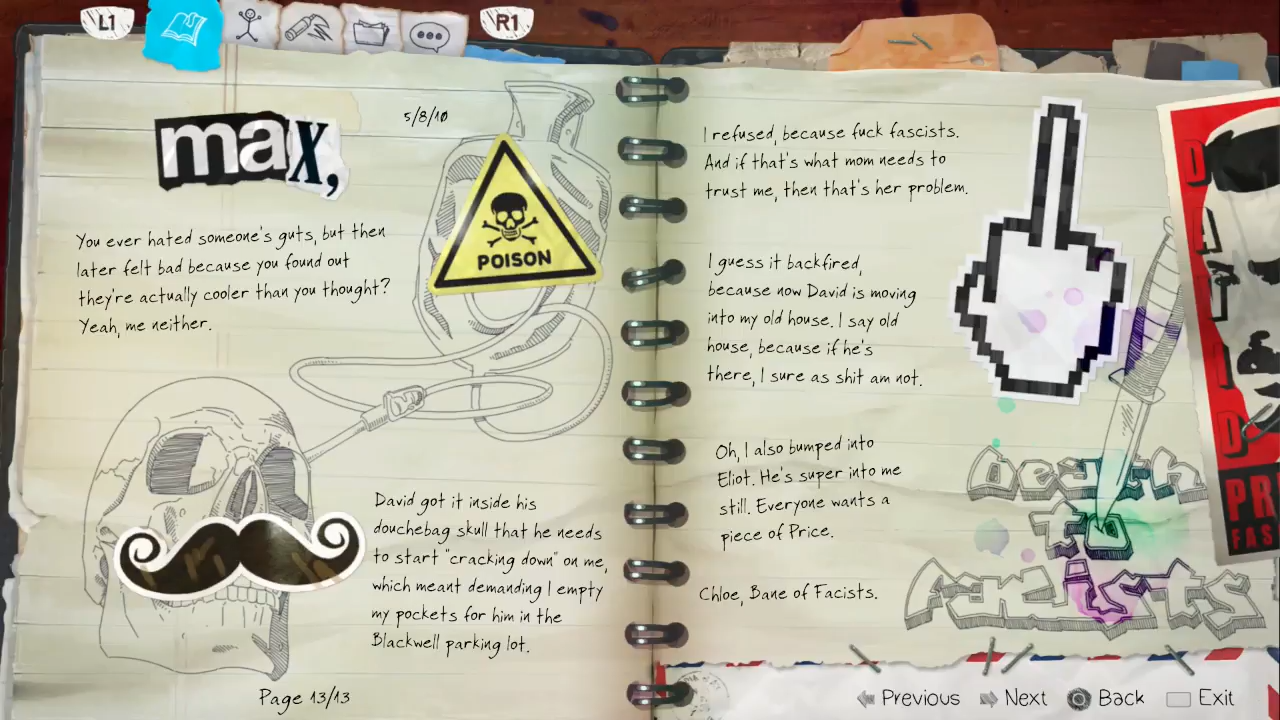 L1
R1
max,
5/8/10
POISON
You ever hated someone's guts, but then
later felt bad because you found out
they're actually cooler than you thought?
Yeah, me neither.
David got it inside his
douchebag skull that he needs
to start "cracking down" on me,
which meant demanding I empty
my pockets for him in the
Blackwell parking lot.
Page 13/13
I refused, because fuck fascists.
And if that's what mom needs to
trust me, then that's her problem.
I guess it backfired,
because now David is moving
into my old house. I say old
house, because if he's
there, I sure as shit am not.
Oh, I also bumped into
Eliot. He's super into me
still. Everyone wants a
piece of Price.
Chloe, Bane of Facists.
death
to
DAVID
Previous
Next
Back
Exit